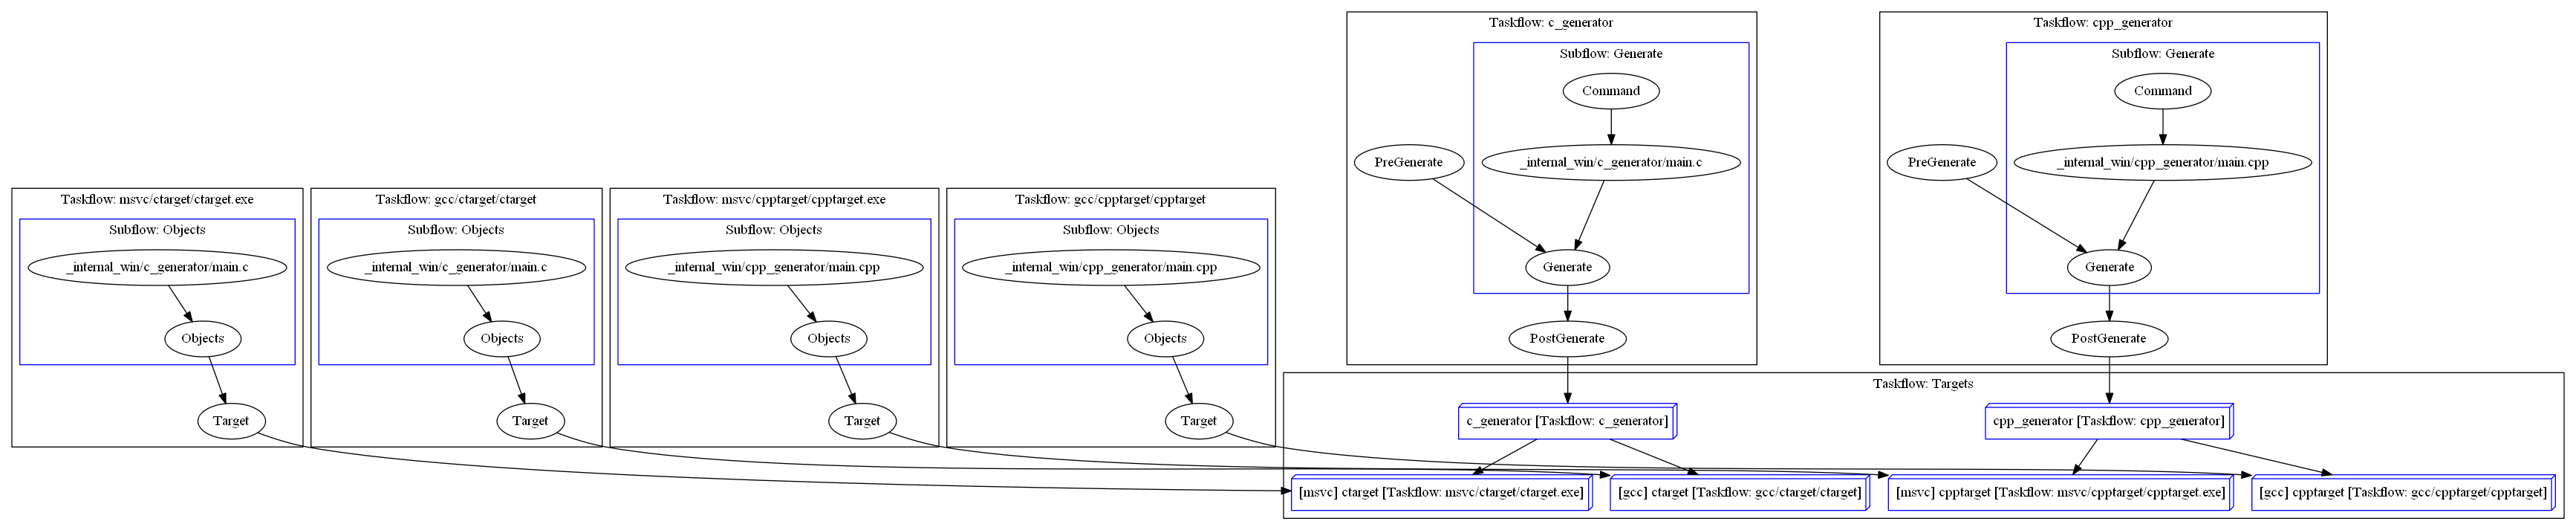 Taskflow: c_generator
Subflow: Generate
Command
PreGenerate
_internal_win/c_generator/main.c
Generate
PostGenerate
Taskflow: cpp_generator
Subflow: Generate
Command
PreGenerate
_internal_win/cpp_generator/main.cpp
Generate
PostGenerate
Taskflow: msvc/ctarget/ctarget.exe
Subflow: Objects
_internal_win/c_generator/main.c
Objects
Target
Taskflow: gcc/ctarget/ctarget
Subflow: Objects
_internal_win/c_generator/main.c
Objects
Target
Taskflow: msvc/cpptarget/cpptarget.exe
Subflow: Objects
_internal_win/cpp_generator/main.cpp
Objects
Target
Taskflow: gcc/cpptarget/cpptarget
Subflow: Objects
_internal_win/cpp_generator/main.cpp
Objects
Target
Taskflow: Targets
c_generator [Taskflow: c_generator]
cpp_generator [Taskflow: cpp_generator]
[msvc] ctarget [Taskflow: msvc/ctarget/ctarget.exe]
[gcc] ctarget [Taskflow: gcc/ctarget/ctarget]
[msvc] cpptarget [Taskflow: msvc/cpptarget/cpptarget.exe]
[gcc] cpptarget [Taskflow: gcc/cpptarget/cpptarget]